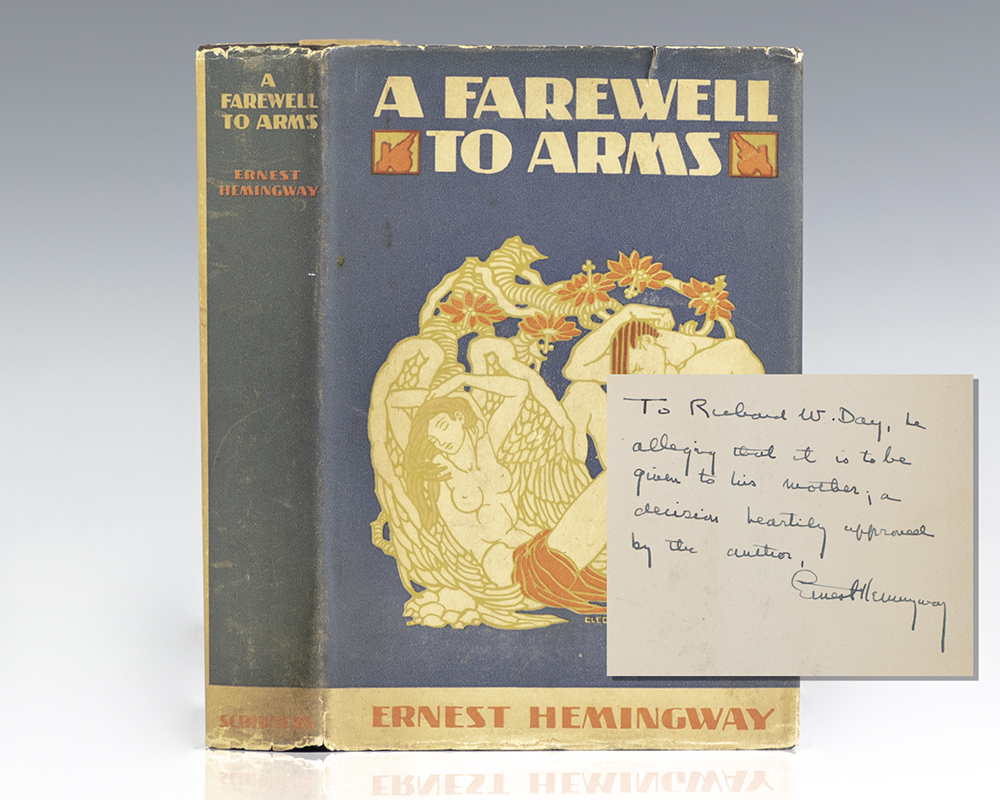 A
FAREWELL
TO ARMS
ERNEST
HEMINGWAY
SCRIBNERS
A FAREWELL
TO ARMS
CLEO
ERNEST HEMINGWAY
To Richard W. Day, he
alleging that it is to be
given to his mother; a
decision heartily approved
by the author,
Ernest Hemingway